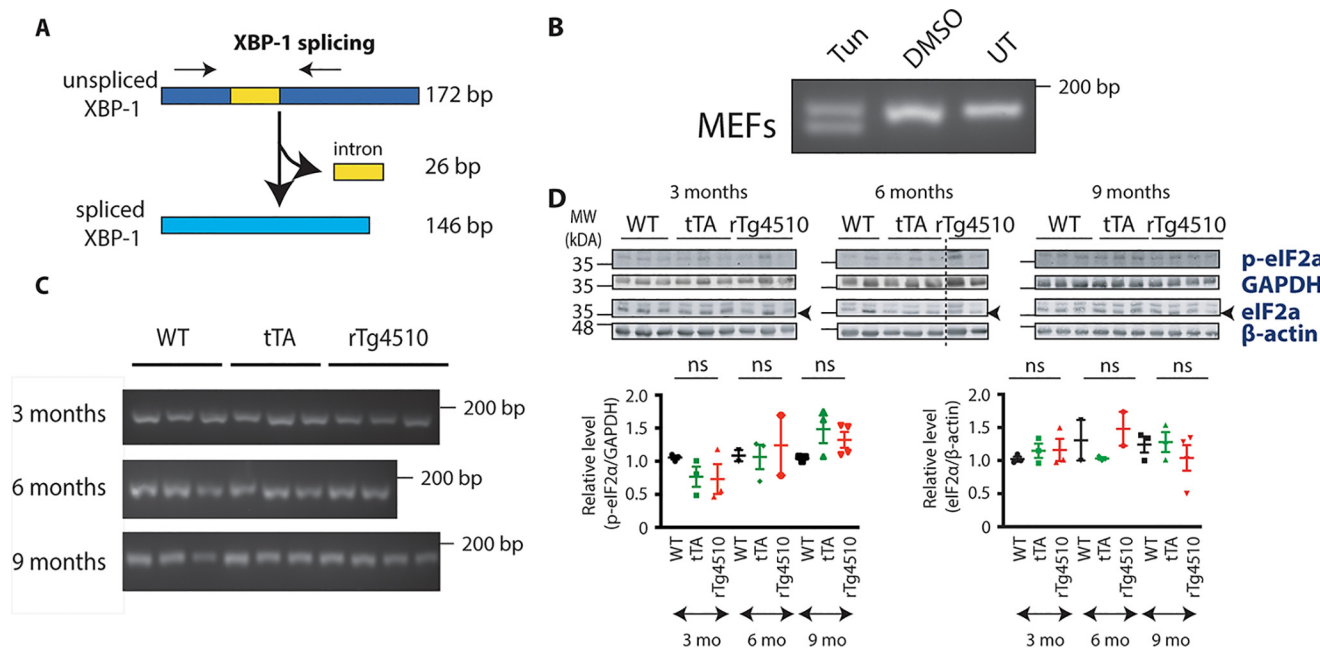 A
XBP-1 splicing
unspliced
XBP-1
172 bp
intron
26 bp
spliced
XBP-1
146 bp
B
Tun
DMSO
UT
200 bp
MEFs
C
WT
tTA
rTg4510
3 months
200 bp
6 months
200 bp
9 months
200 bp
D
3 months
6 months
9 months
MW
(kDA)
WT
tTA
rTg4510
WT
tTA
rTg4510
WT
tTA
rTg4510
35
p-eIF2a
35
GAPDH
35
eIF2a
48
β-actin
ns
ns
ns
Relative level
(p-eIF2α/GAPDH)
2.0
1.5
1.0
0.5
0
WT
tTA
rTg4510
WT
tTA
rTg4510
WT
tTA
rTg4510
3 mo
6 mo
9 mo
ns
ns
ns
Relative level
(eIF2α/β-actin)
2.0
1.5
1.0
0.5
0
WT
tTA
rTg4510
WT
tTA
rTg4510
WT
tTA
rTg4510
3 mo
6 mo
9 mo